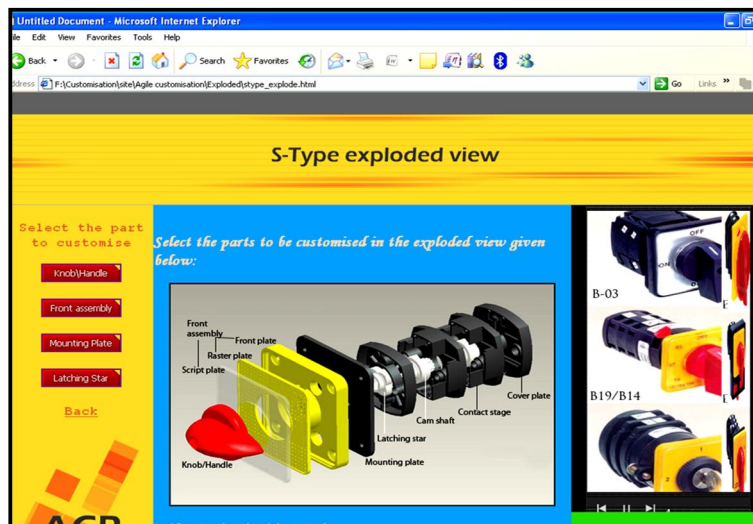 Untitled Document - Microsoft Internet Explorer
Edit View Favorites Tools Help
Back Search Favorites
F:\Customisation\site\Agile customisation\Exploded\stype_explode.html Go Links »
S-Type exploded view
Select the part
to customise
Knob\Handle
Front assembly
Mounting Plate
Latching Star
Back
Select the parts to be customised in the exploded view given
below:
Front
assembly
Front plate
Raster plate
Script plate
Cover plate
Contact stage
Cam shaft
Latching star
Mounting plate
Knob/Handle
OFF
ON
B-03
B19/B14